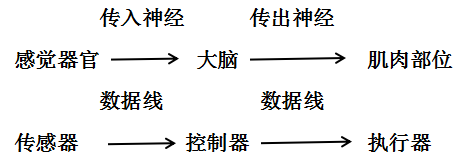 传入神经 传出神经
感觉器官 大脑 肌肉部位
数据线 数据线
传感器 控制器 执行器